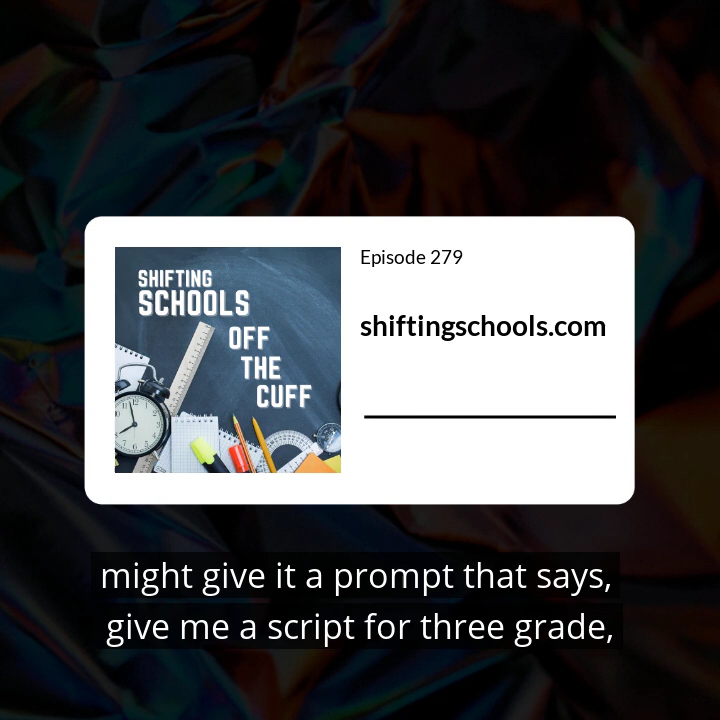 SHIFTING
SCHOOLS
OFF
THE
CUFF
Episode 279
shiftingschools.com
might give it a prompt that says,
give me a script for three grade,